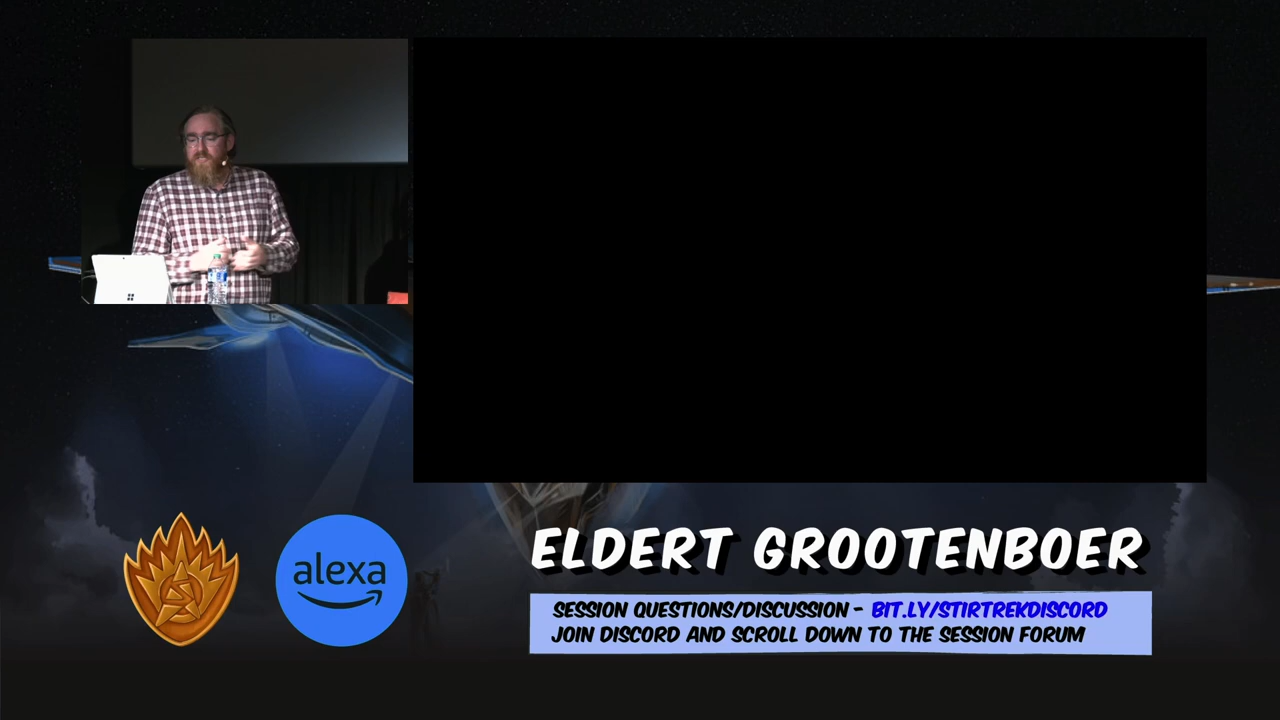 alexa
ELDERT GROOTENBOER
SESSION QUESTIONS/DISCUSSION - BIT.LY/STIRTREKDISCORD
JOIN DISCORD AND SCROLL DOWN TO THE SESSION FORUM